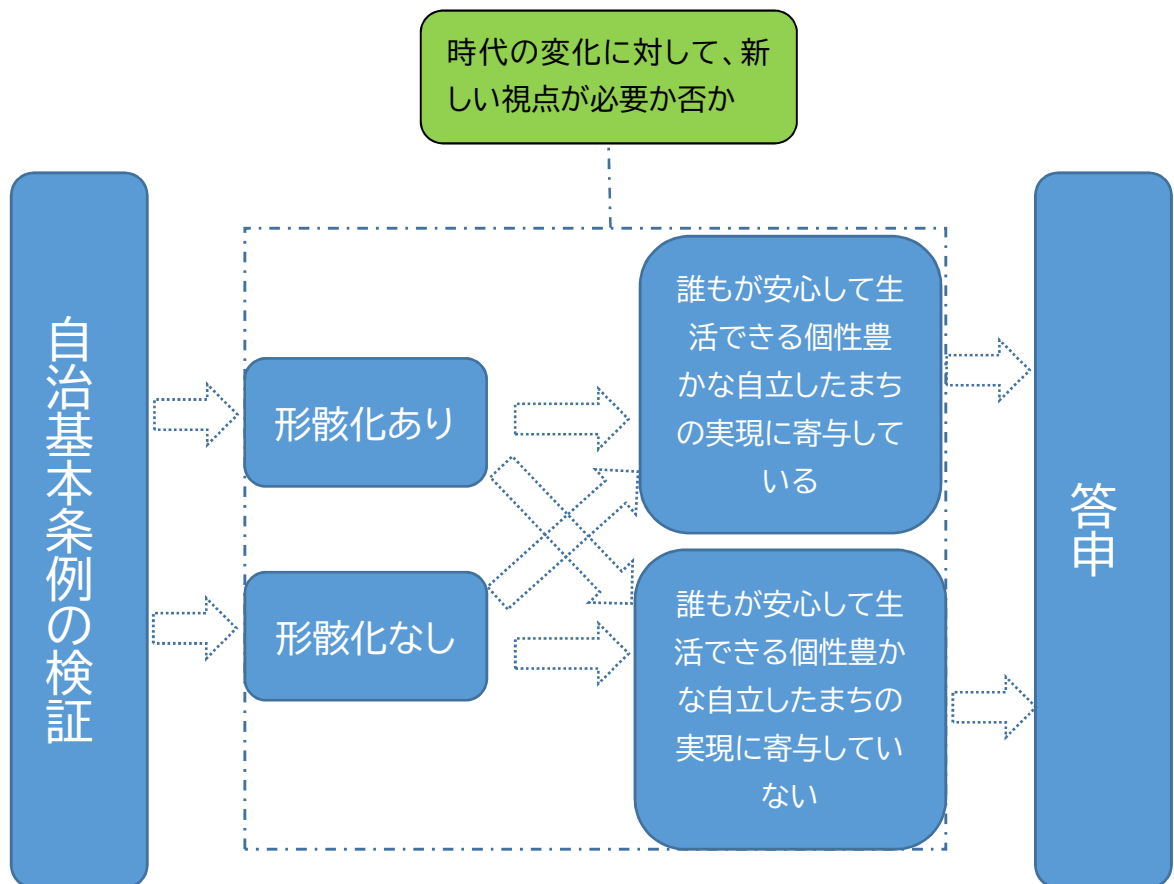 時代の変化に対して、新
しい視点が必要か否か
自治基本条例の検証
形骸化あり
形骸化なし
誰もが安心して生
活できる個性豊
かな自立したまち
の実現に寄与して
いる
誰もが安心して生
活できる個性豊か
な自立したまちの
実現に寄与してい
ない
答申